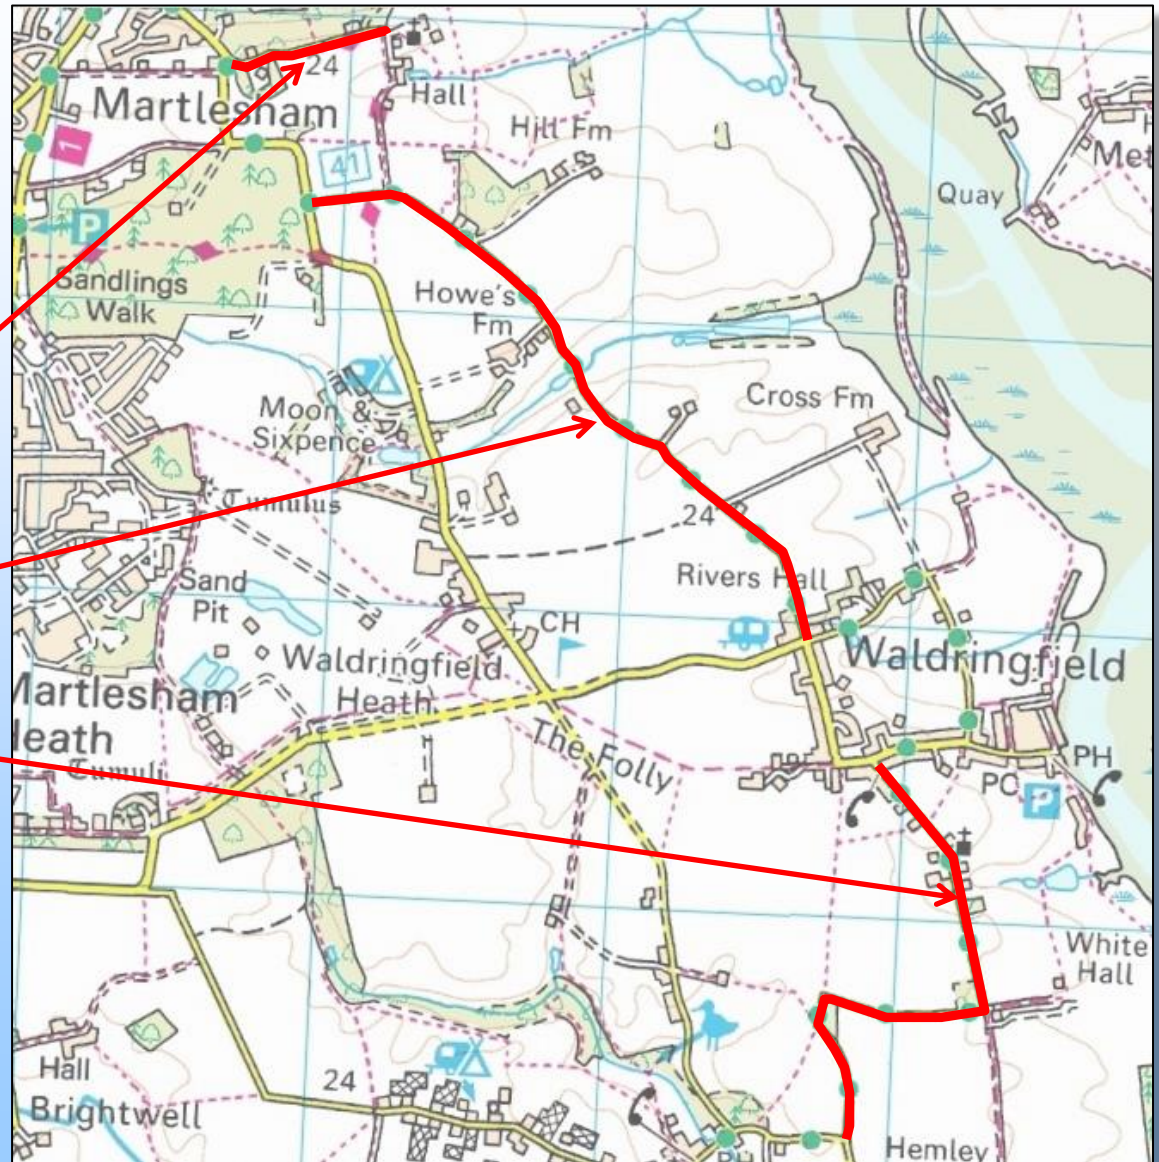 24
Martlesham
Hall
Hill Fm
Met
1
41
Quay
P
Sandlings
Walk
Howe's
Fm
Cross Fm
Moon &
Sixpence
Tumulus
24
Rivers Hall
Sand
Pit
CH
Waldringfield
Waldringfield
Heath
Martlesham
Heath
Tumuli
The Folly
PH
PC
P
White
Hall
Hall
24
Brightwell
Hemley